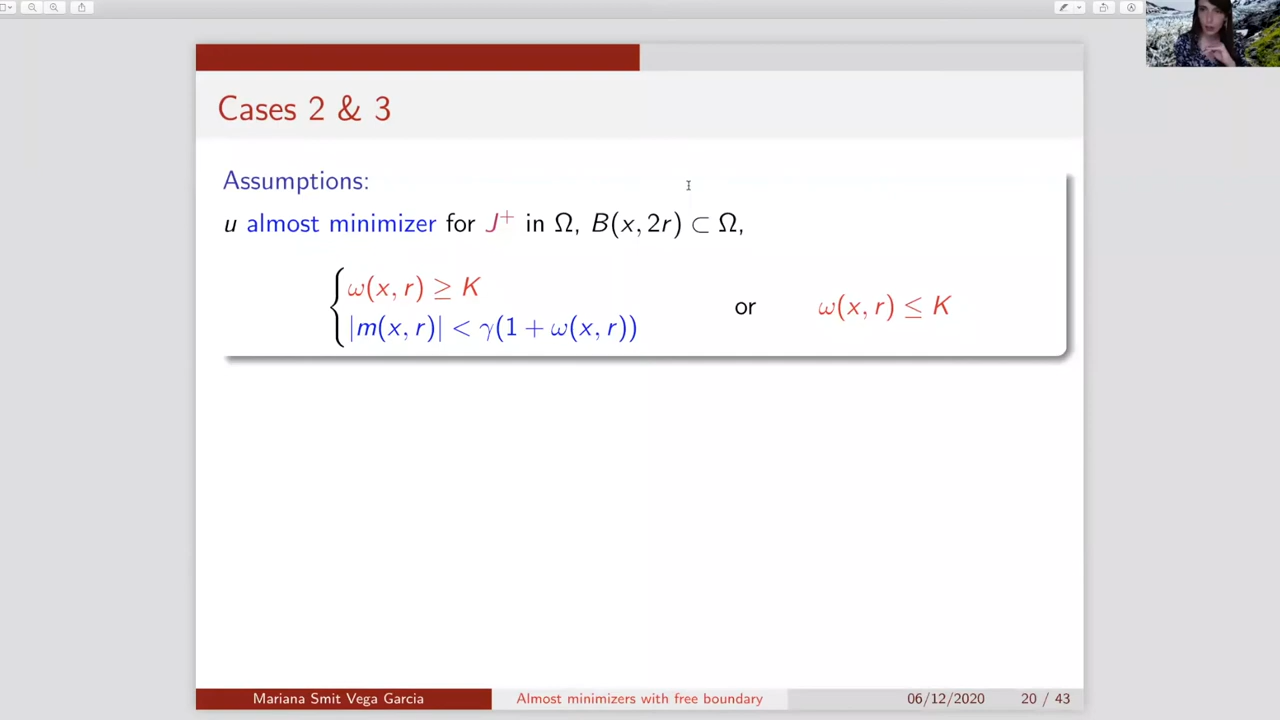 Cases 2 & 3
Assumptions:
u almost minimizer for J⁺ in Ω, B(x, 2r) ⊂ Ω,
ω(x, r) ≥ K
|m(x, r)| < γ(1 + ω(x, r))
or
ω(x, r) ≤ K
Mariana Smit Vega Garcia
Almost minimizers with free boundary
06/12/2020
20 / 43